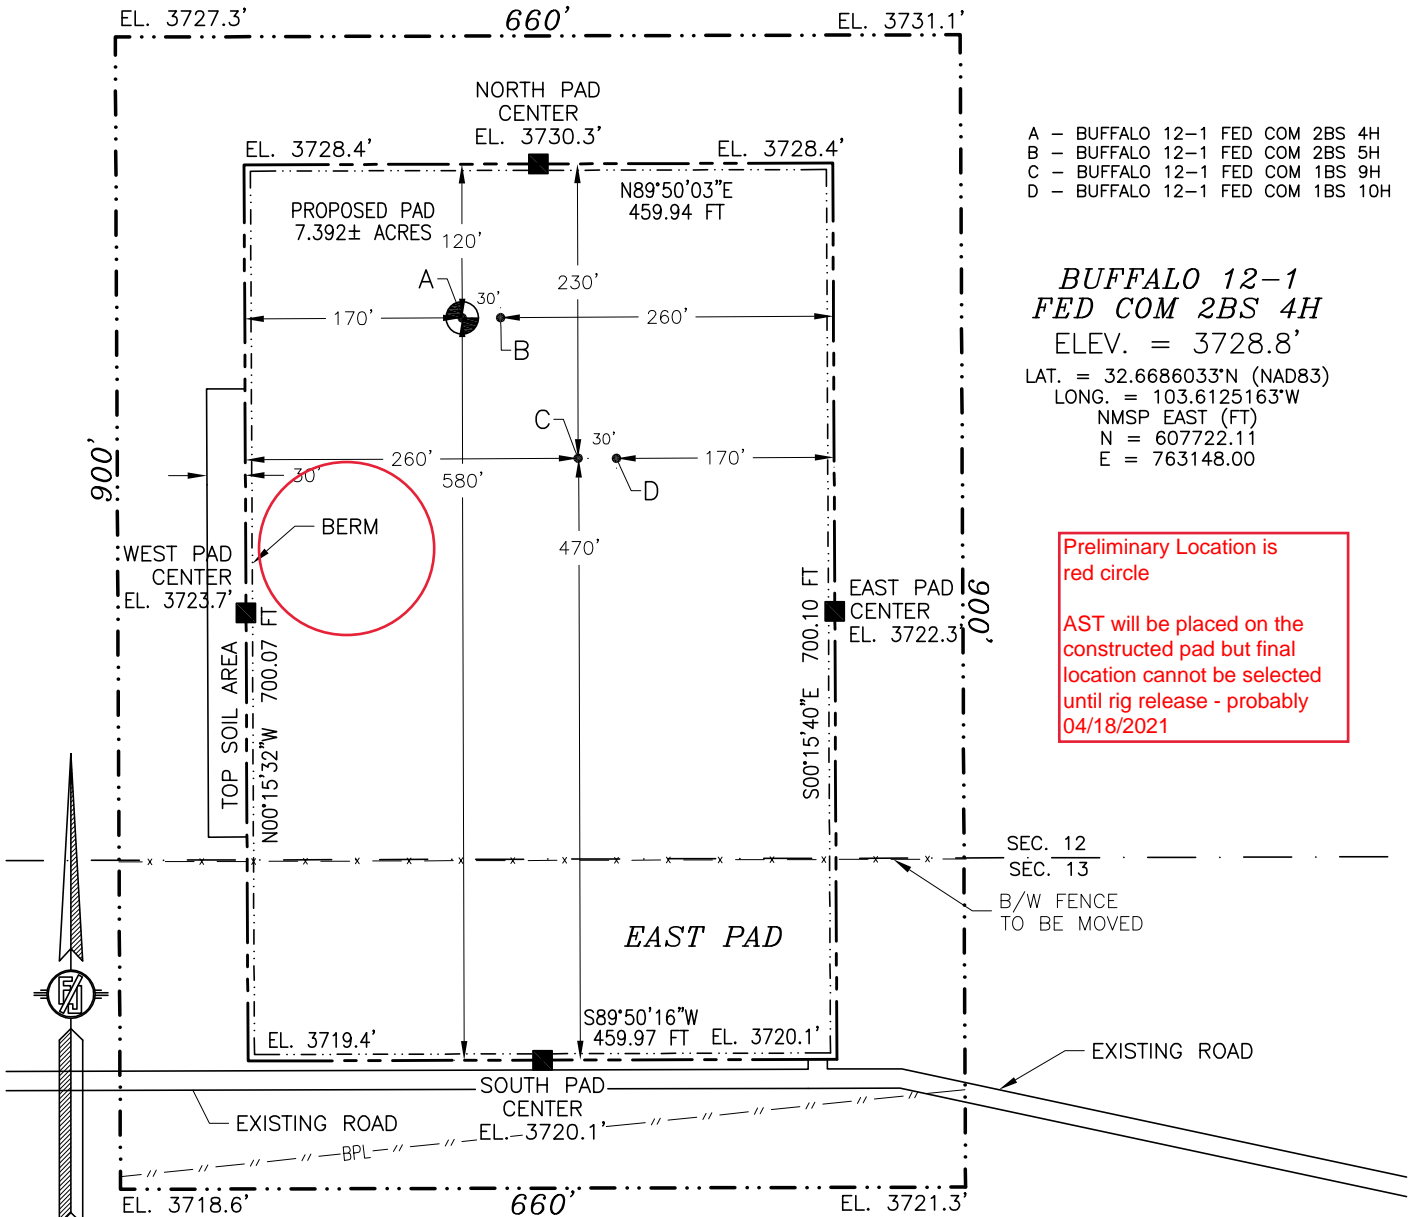 EL. 3727.3'
660'
EL. 3731.1'
NORTH PAD
CENTER
EL. 3730.3'
EL. 3728.4'
EL. 3728.4'
A - BUFFALO 12-1 FED COM 2BS 4H
B - BUFFALO 12-1 FED COM 2BS 5H
C - BUFFALO 12-1 FED COM 1BS 9H
D - BUFFALO 12-1 FED COM 1BS 10H
N89°50'03"E
459.94 FT
PROPOSED PAD
7.392± ACRES
120'
230'
A
30'
170'
260'
B
BUFFALO 12-1
FED COM 2BS 4H
ELEV. = 3728.8'
LAT. = 32.6686033°N (NAD83)
LONG. = 103.6125163°W
NMSP EAST (FT)
N = 607722.11
E = 763148.00
C
30'
260'
170'
900'
30'
580'
D
BERM
470'
WEST PAD
CENTER
EL. 3723.7'
EAST PAD
CENTER
EL. 3722.3'
900'
Preliminary Location is
red circle
AST will be placed on the
constructed pad but final
location cannot be selected
until rig release - probably
04/18/2021
TOP SOIL AREA
N00°15'32"W 700.07 FT
S00°15'40"E 700.10 FT
x x x x x x x x x x x x x x x x
SEC. 12
SEC. 13
B/W FENCE
TO BE MOVED
EAST PAD
S89°50'16"W
459.97 FT
EL. 3719.4'
EL. 3720.1'
EXISTING ROAD
SOUTH PAD
CENTER
EL. 3720.1'
EXISTING ROAD
BPL
EL. 3718.6'
660'
EL. 3721.3'